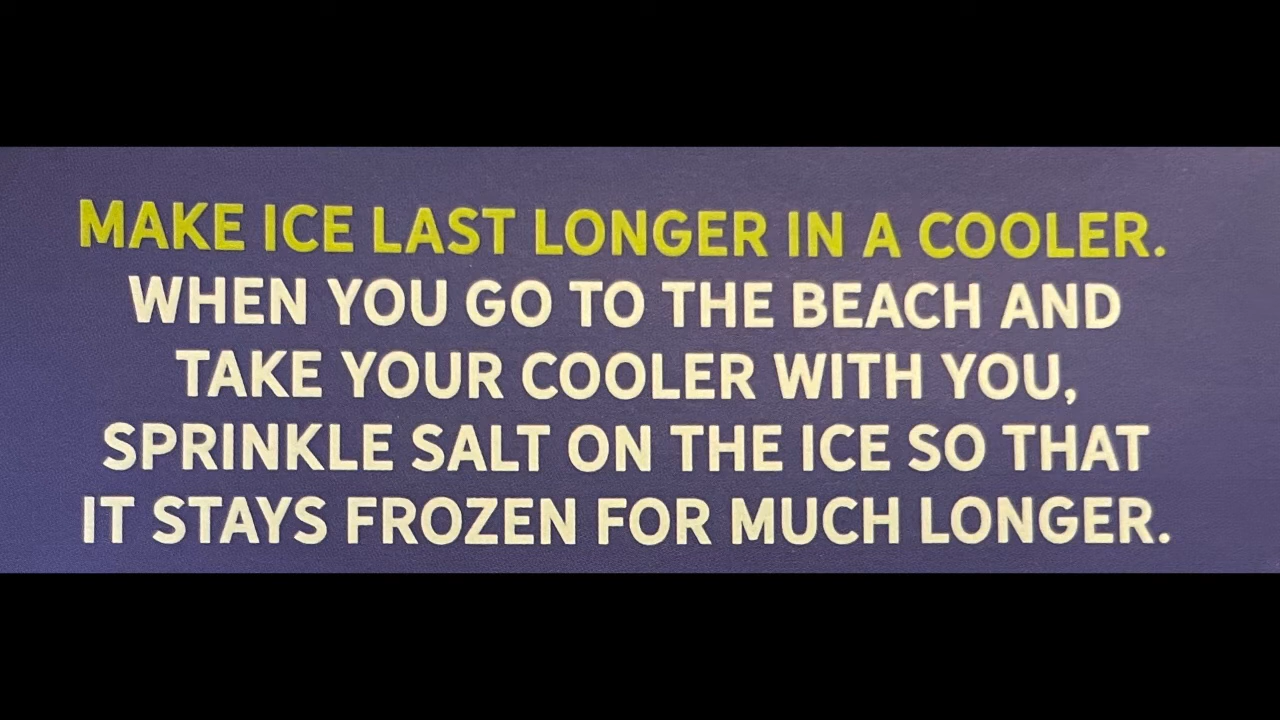 MAKE ICE LAST LONGER IN A COOLER.
WHEN YOU GO TO THE BEACH AND
TAKE YOUR COOLER WITH YOU,
SPRINKLE SALT ON THE ICE SO THAT
IT STAYS FROZEN FOR MUCH LONGER.